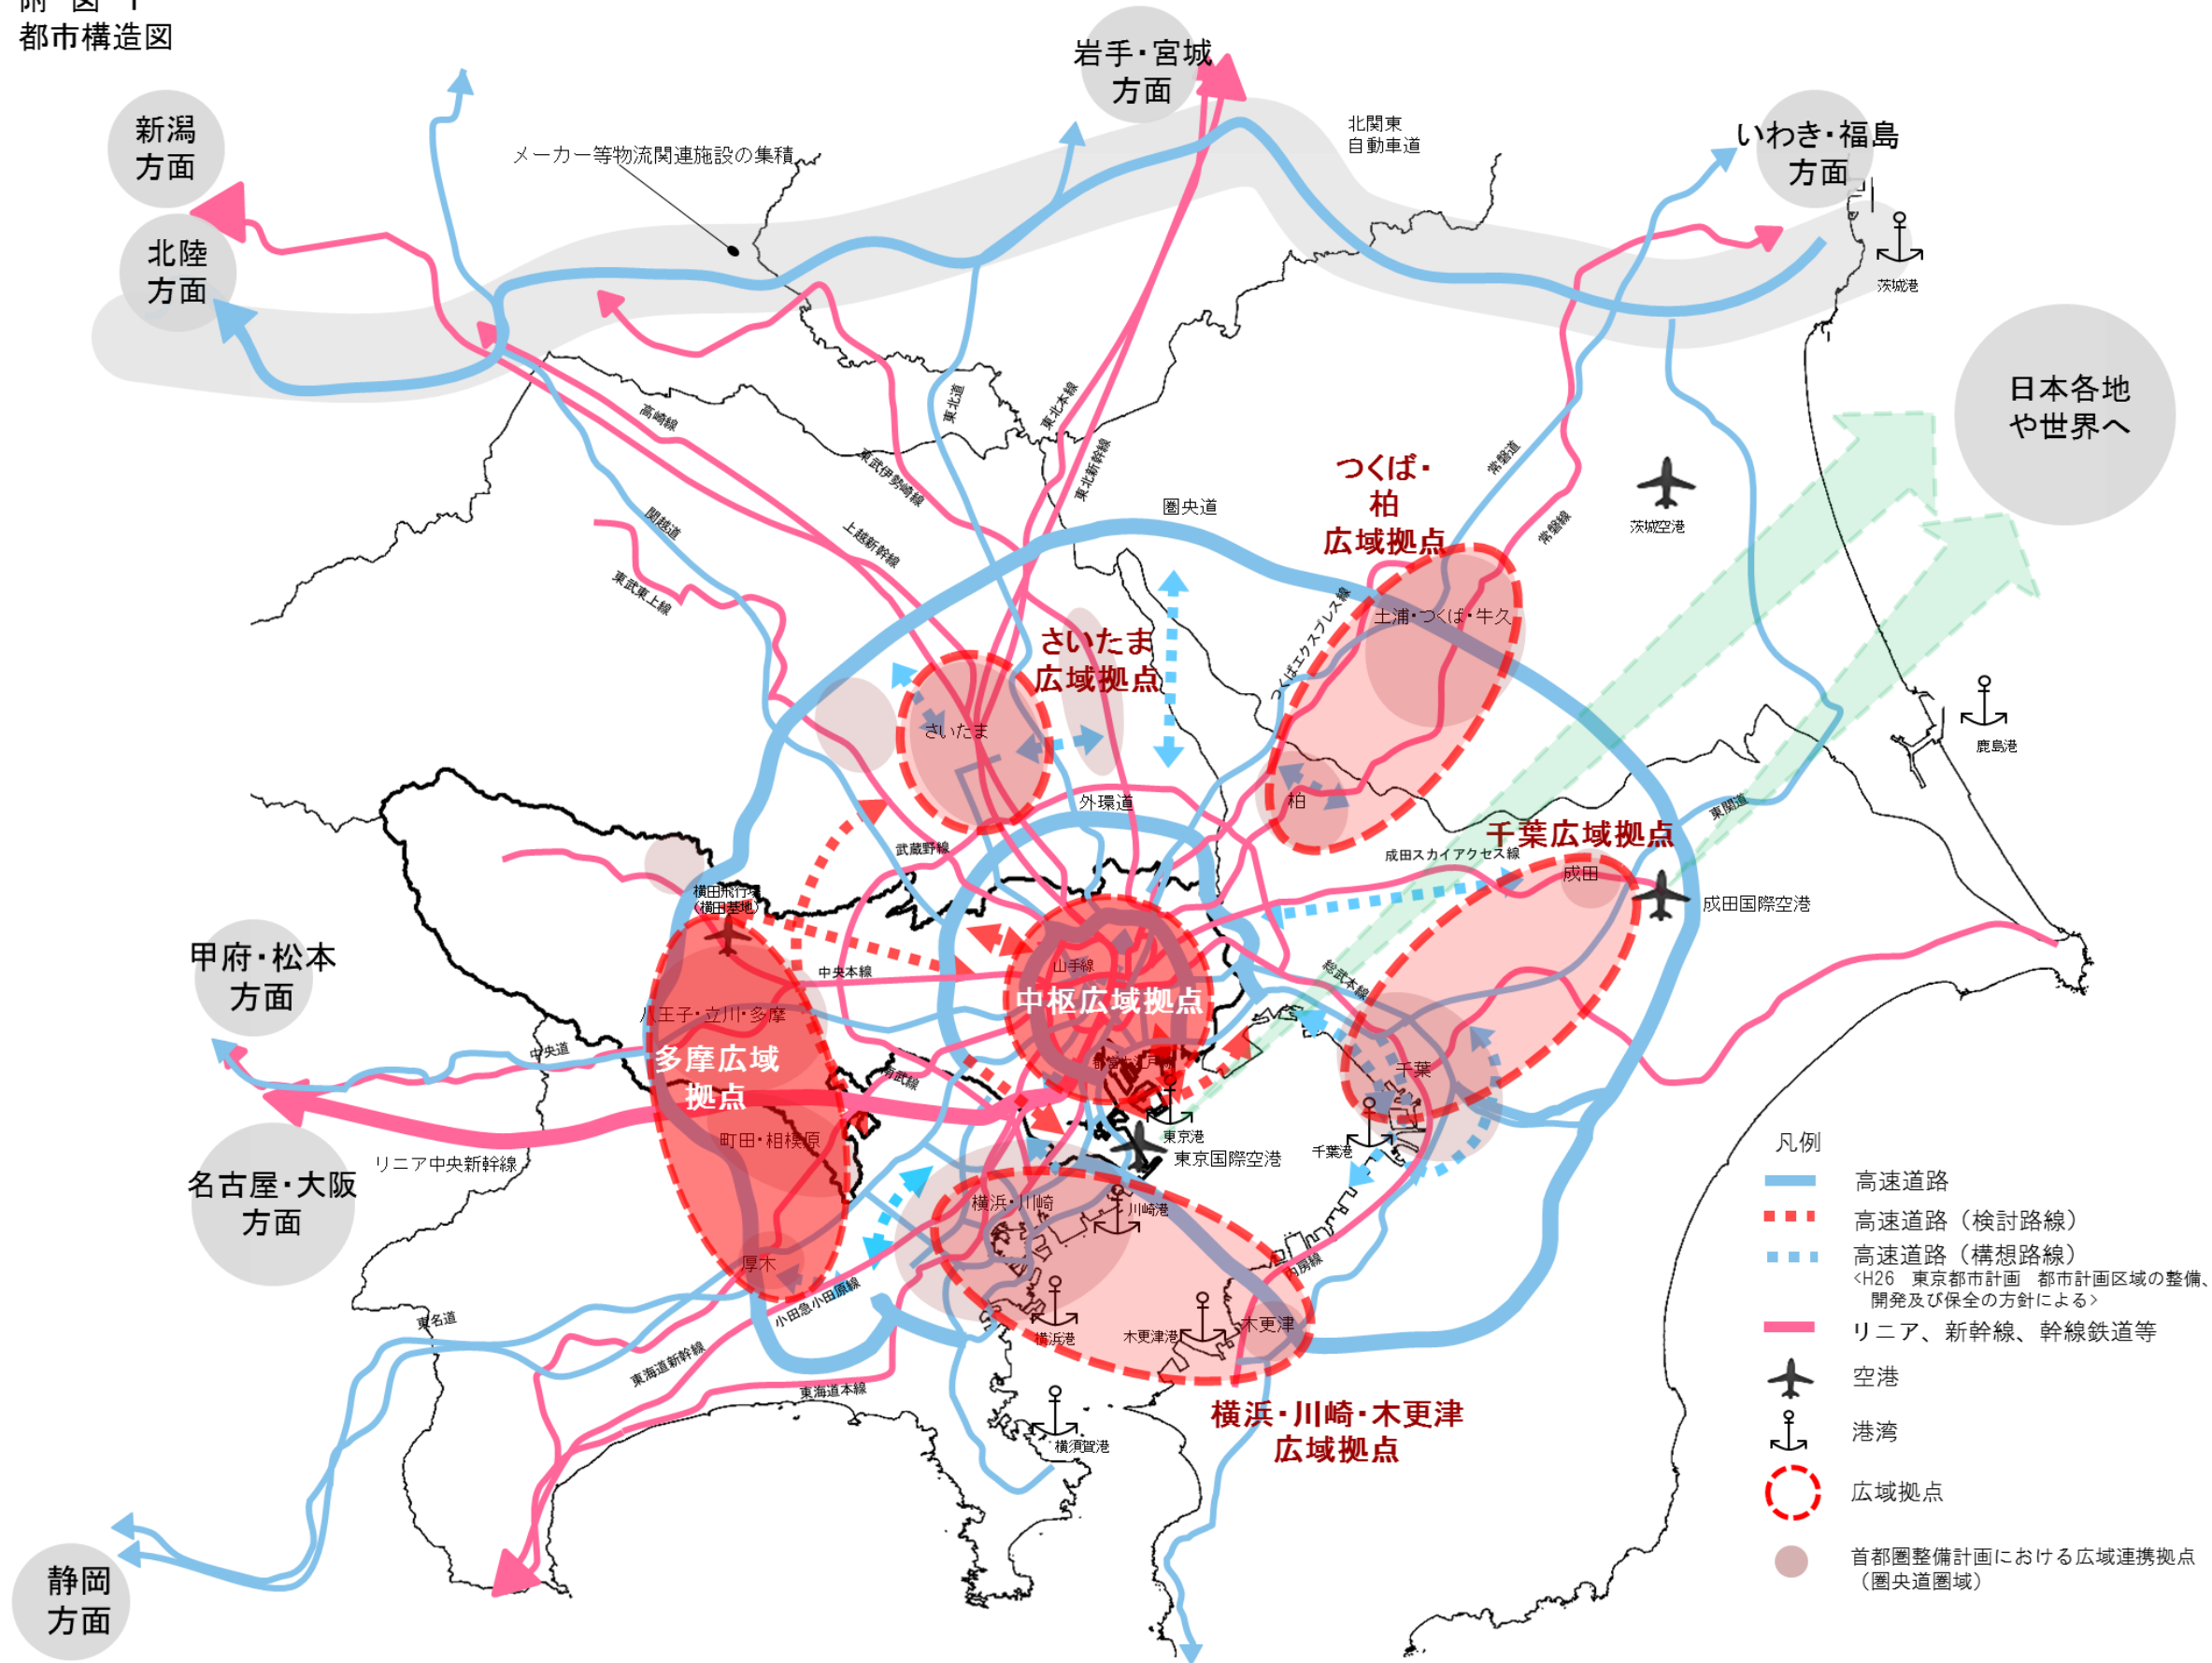 附 図 1
都市構造図
岩手・宮城
方面
新潟
方面
北陸
方面
メーカー等物流関連施設の集積
北関東
自動車道
いわき・福島
方面
茨城港
日本各地
や世界へ
高崎線
東北道
東北本線
東武伊勢崎線
東北新幹線
常磐道
常磐線
つくば・
柏
広域拠点
茨城空港
圏央道
関越道
上越新幹線
東武東上線
つくばエクスプレス線
土浦・つくば・牛久
さいたま
広域拠点
さいたま
鹿島港
柏
外環道
東関道
千葉広域拠点
武蔵野線
成田スカイアクセス線
成田
成田国際空港
横田飛行場
(横田基地)
甲府・松本
方面
中央本線
山手線
総武本線
中枢広域拠点
八王子・立川・多摩
多摩広域
拠点
中央道
南武線
都営大江戸線
千葉
町田・相模原
東京港
東京国際空港
千葉港
リニア中央新幹線
名古屋・大阪
方面
横浜・川崎
川崎港
厚木
内房線
小田急小田原線
東名道
横浜港
木更津港
木更津
東海道新幹線
東海道本線
横浜・川崎・木更津
広域拠点
横須賀港
静岡
方面
凡例
高速道路
高速道路（検討路線）
高速道路（構想路線）
<H26 東京都市計画 都市計画区域の整備、
開発及び保全の方針による>
リニア、新幹線、幹線鉄道等
空港
港湾
広域拠点
首都圏整備計画における広域連携拠点
（圏央道圏域）